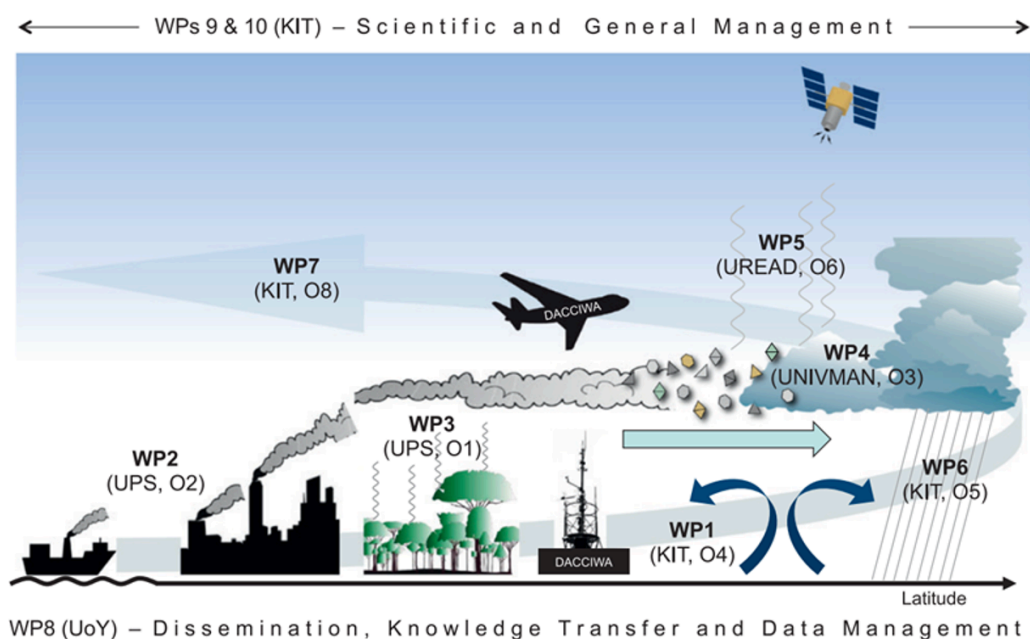 WPs 9 & 10 (KIT) – Scientific and General Management
WP5
(UREAD, O6)
WP7
(KIT, O8)
DACCIWA
WP4
(UNIVMAN, O3)
WP3
(UPS, O1)
WP2
(UPS, O2)
WP6
(KIT, O5)
WP1
(KIT, O4)
DACCIWA
Latitude
WP8 (UoY) – Dissemination, Knowledge Transfer and Data Management